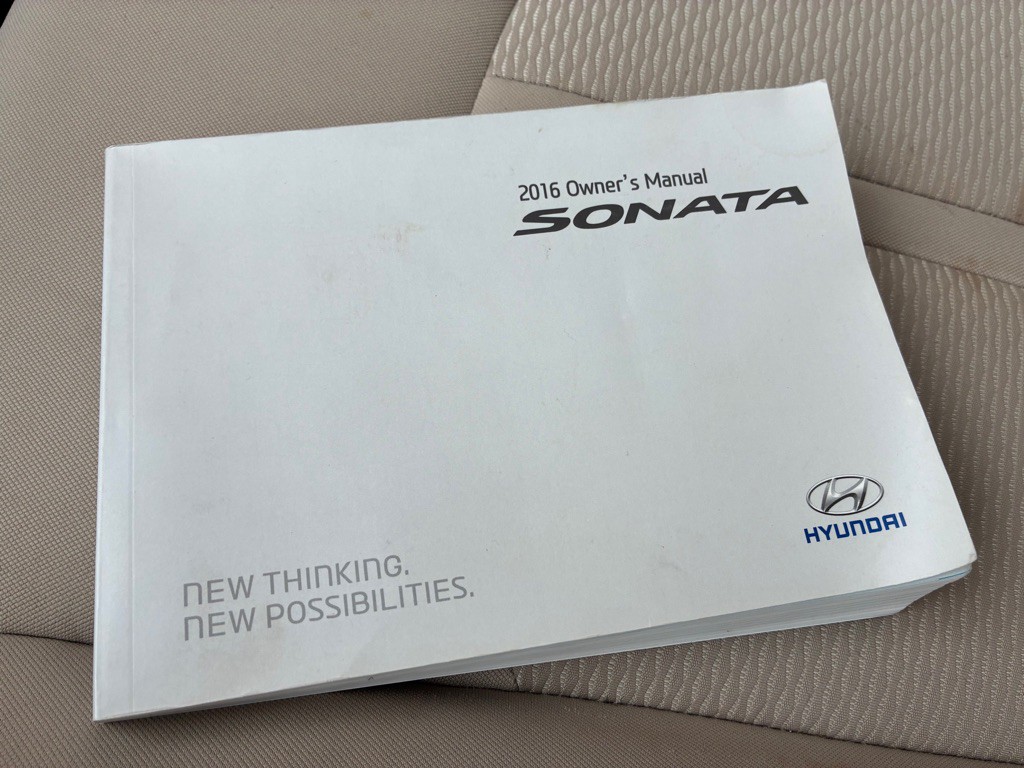 2016 Owner's Manual
SONATA
HYUNDAI
NEW THINKING.
NEW POSSIBILITIES.